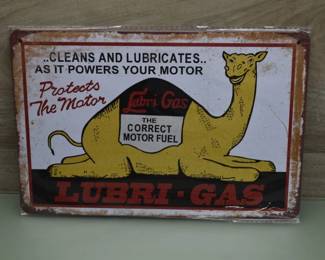 ..CLEANS AND LUBRICATES..
AS IT POWERS YOUR MOTOR
Protects
The Motor
Lubri-Gas
THE
CORRECT
MOTOR FUEL
LUBRI·GAS